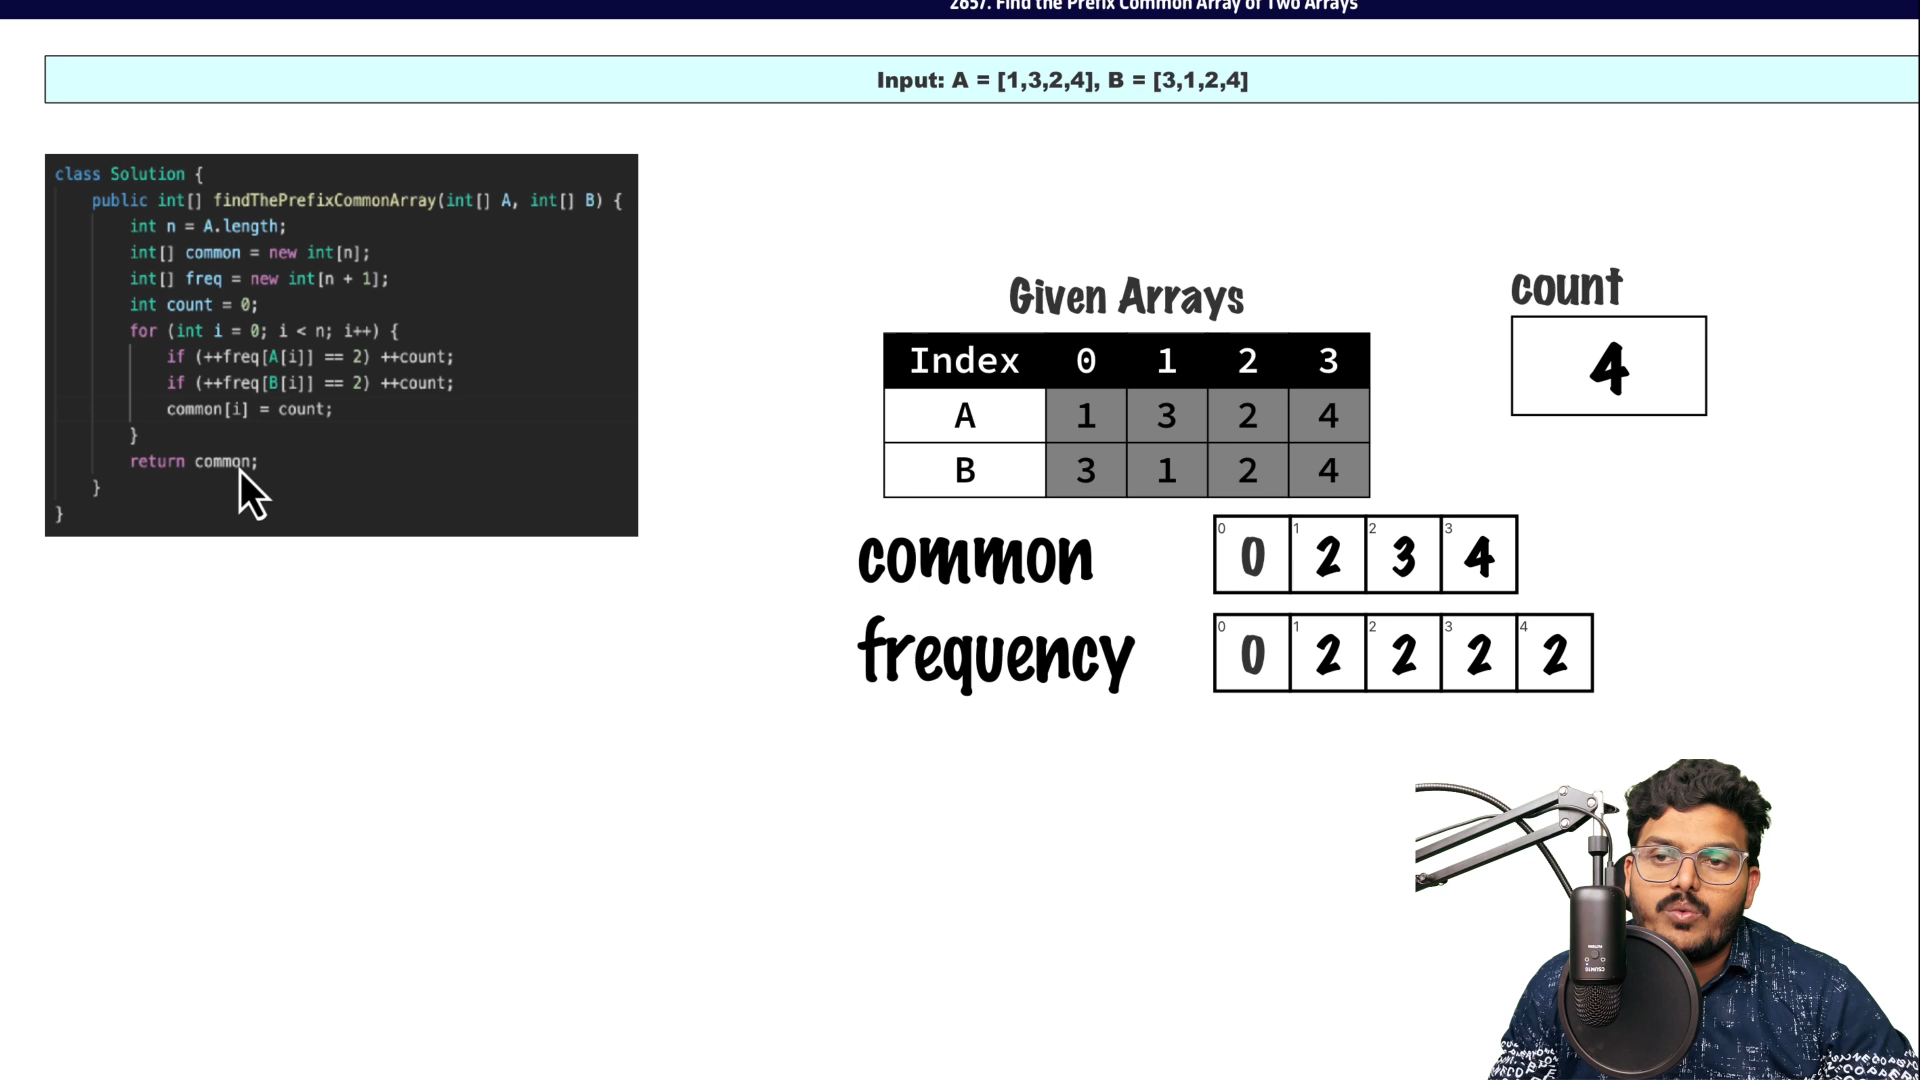 2657. Find the Prefix Common Array of Two Arrays
Input: A = [1,3,2,4], B = [3,1,2,4]
class Solution {
public int[] findThePrefixCommonArray(int[] A, int[] B) {
int n = A.length;
int[] common = new int[n];
int[] freq = new int[n + 1];
int count = 0;
for (int i = 0; i < n; i++) {
if (++freq[A[i]] == 2) ++count;
if (++freq[B[i]] == 2) ++count;
common[i] = count;
}
return common;
}
}
Given Arrays
Index 0 1 2 3
A 1 3 2 4
B 3 1 2 4
count
4
common
0 1 2 3
0 2 3 4
frequency
0 1 2 3 4
0 2 2 2 2